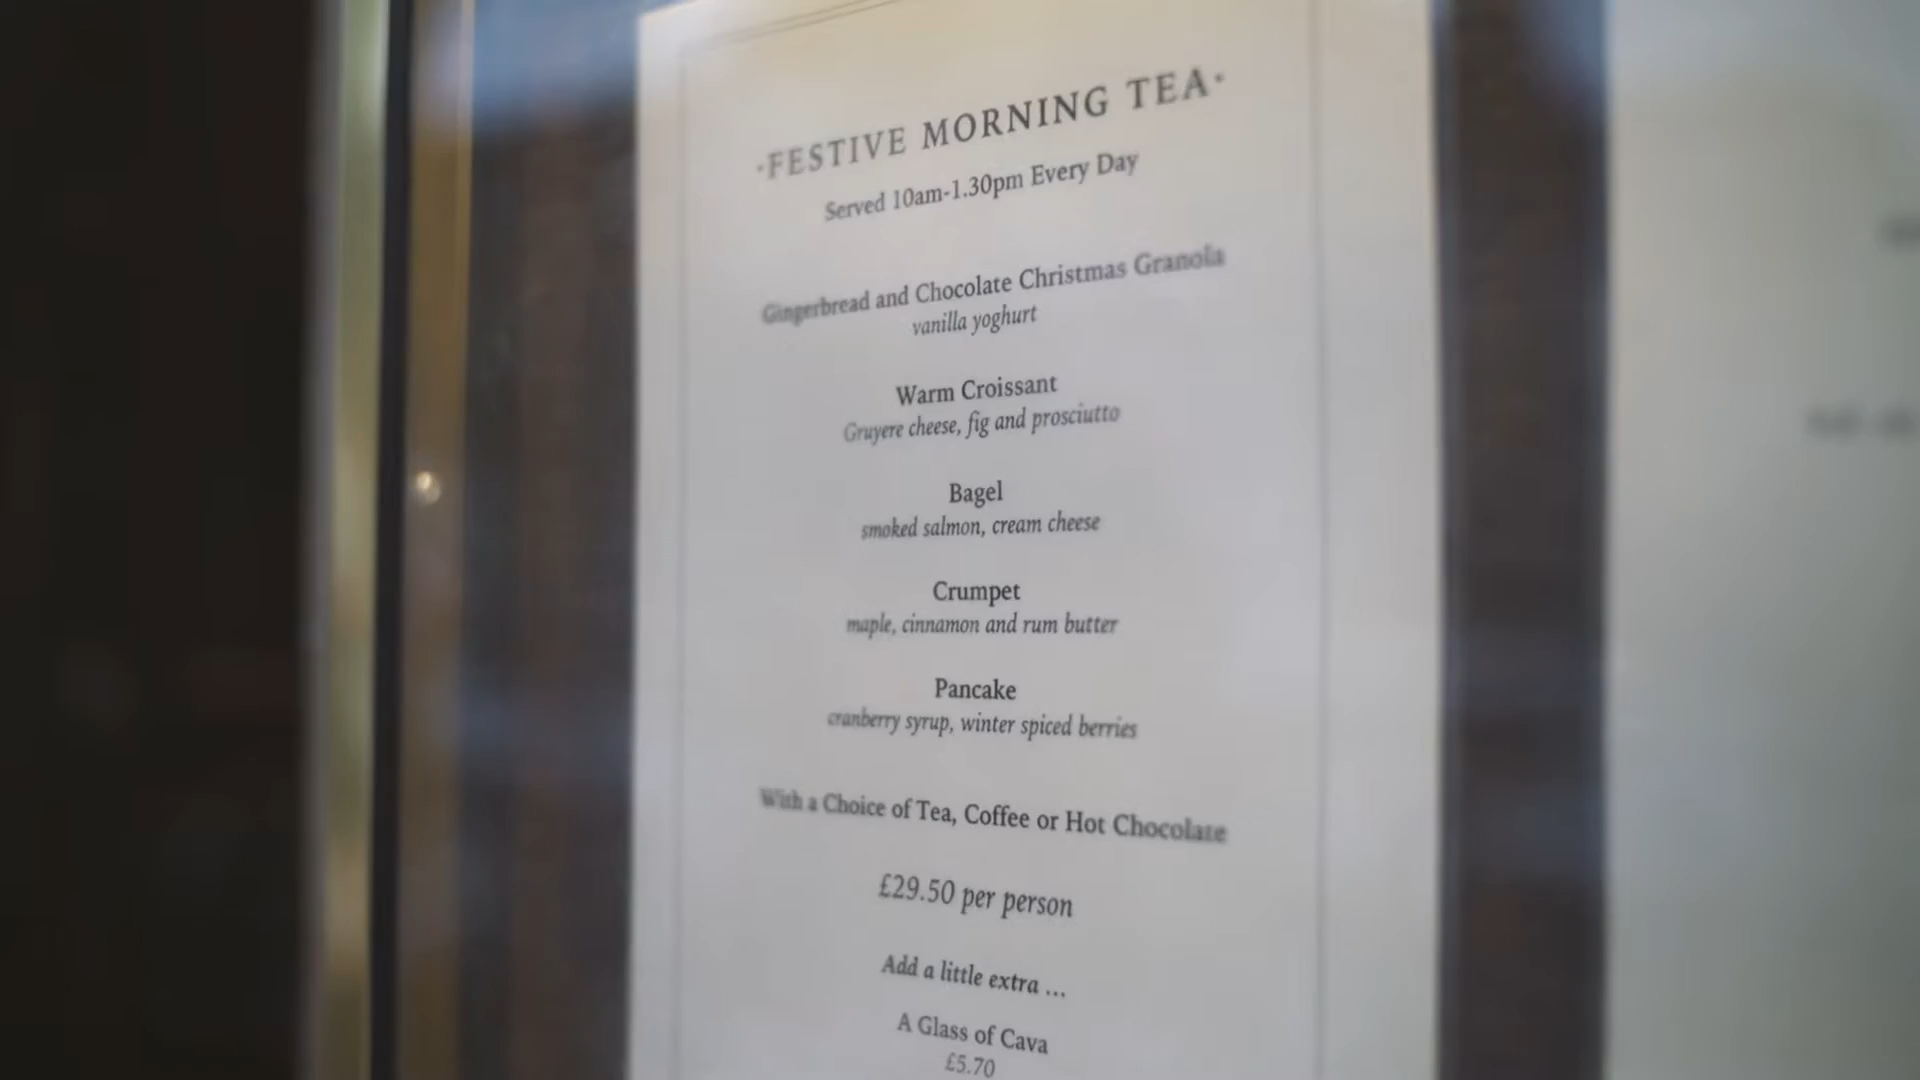 ·FESTIVE MORNING TEA·
Served 10am-1.30pm Every Day
Gingerbread and Chocolate Christmas Granola
vanilla yoghurt
Warm Croissant
Gruyere cheese, fig and prosciutto
Bagel
smoked salmon, cream cheese
Crumpet
maple, cinnamon and rum butter
Pancake
cranberry syrup, winter spiced berries
With a Choice of Tea, Coffee or Hot Chocolate
£29.50 per person
Add a little extra ...
A Glass of Cava
£5.70